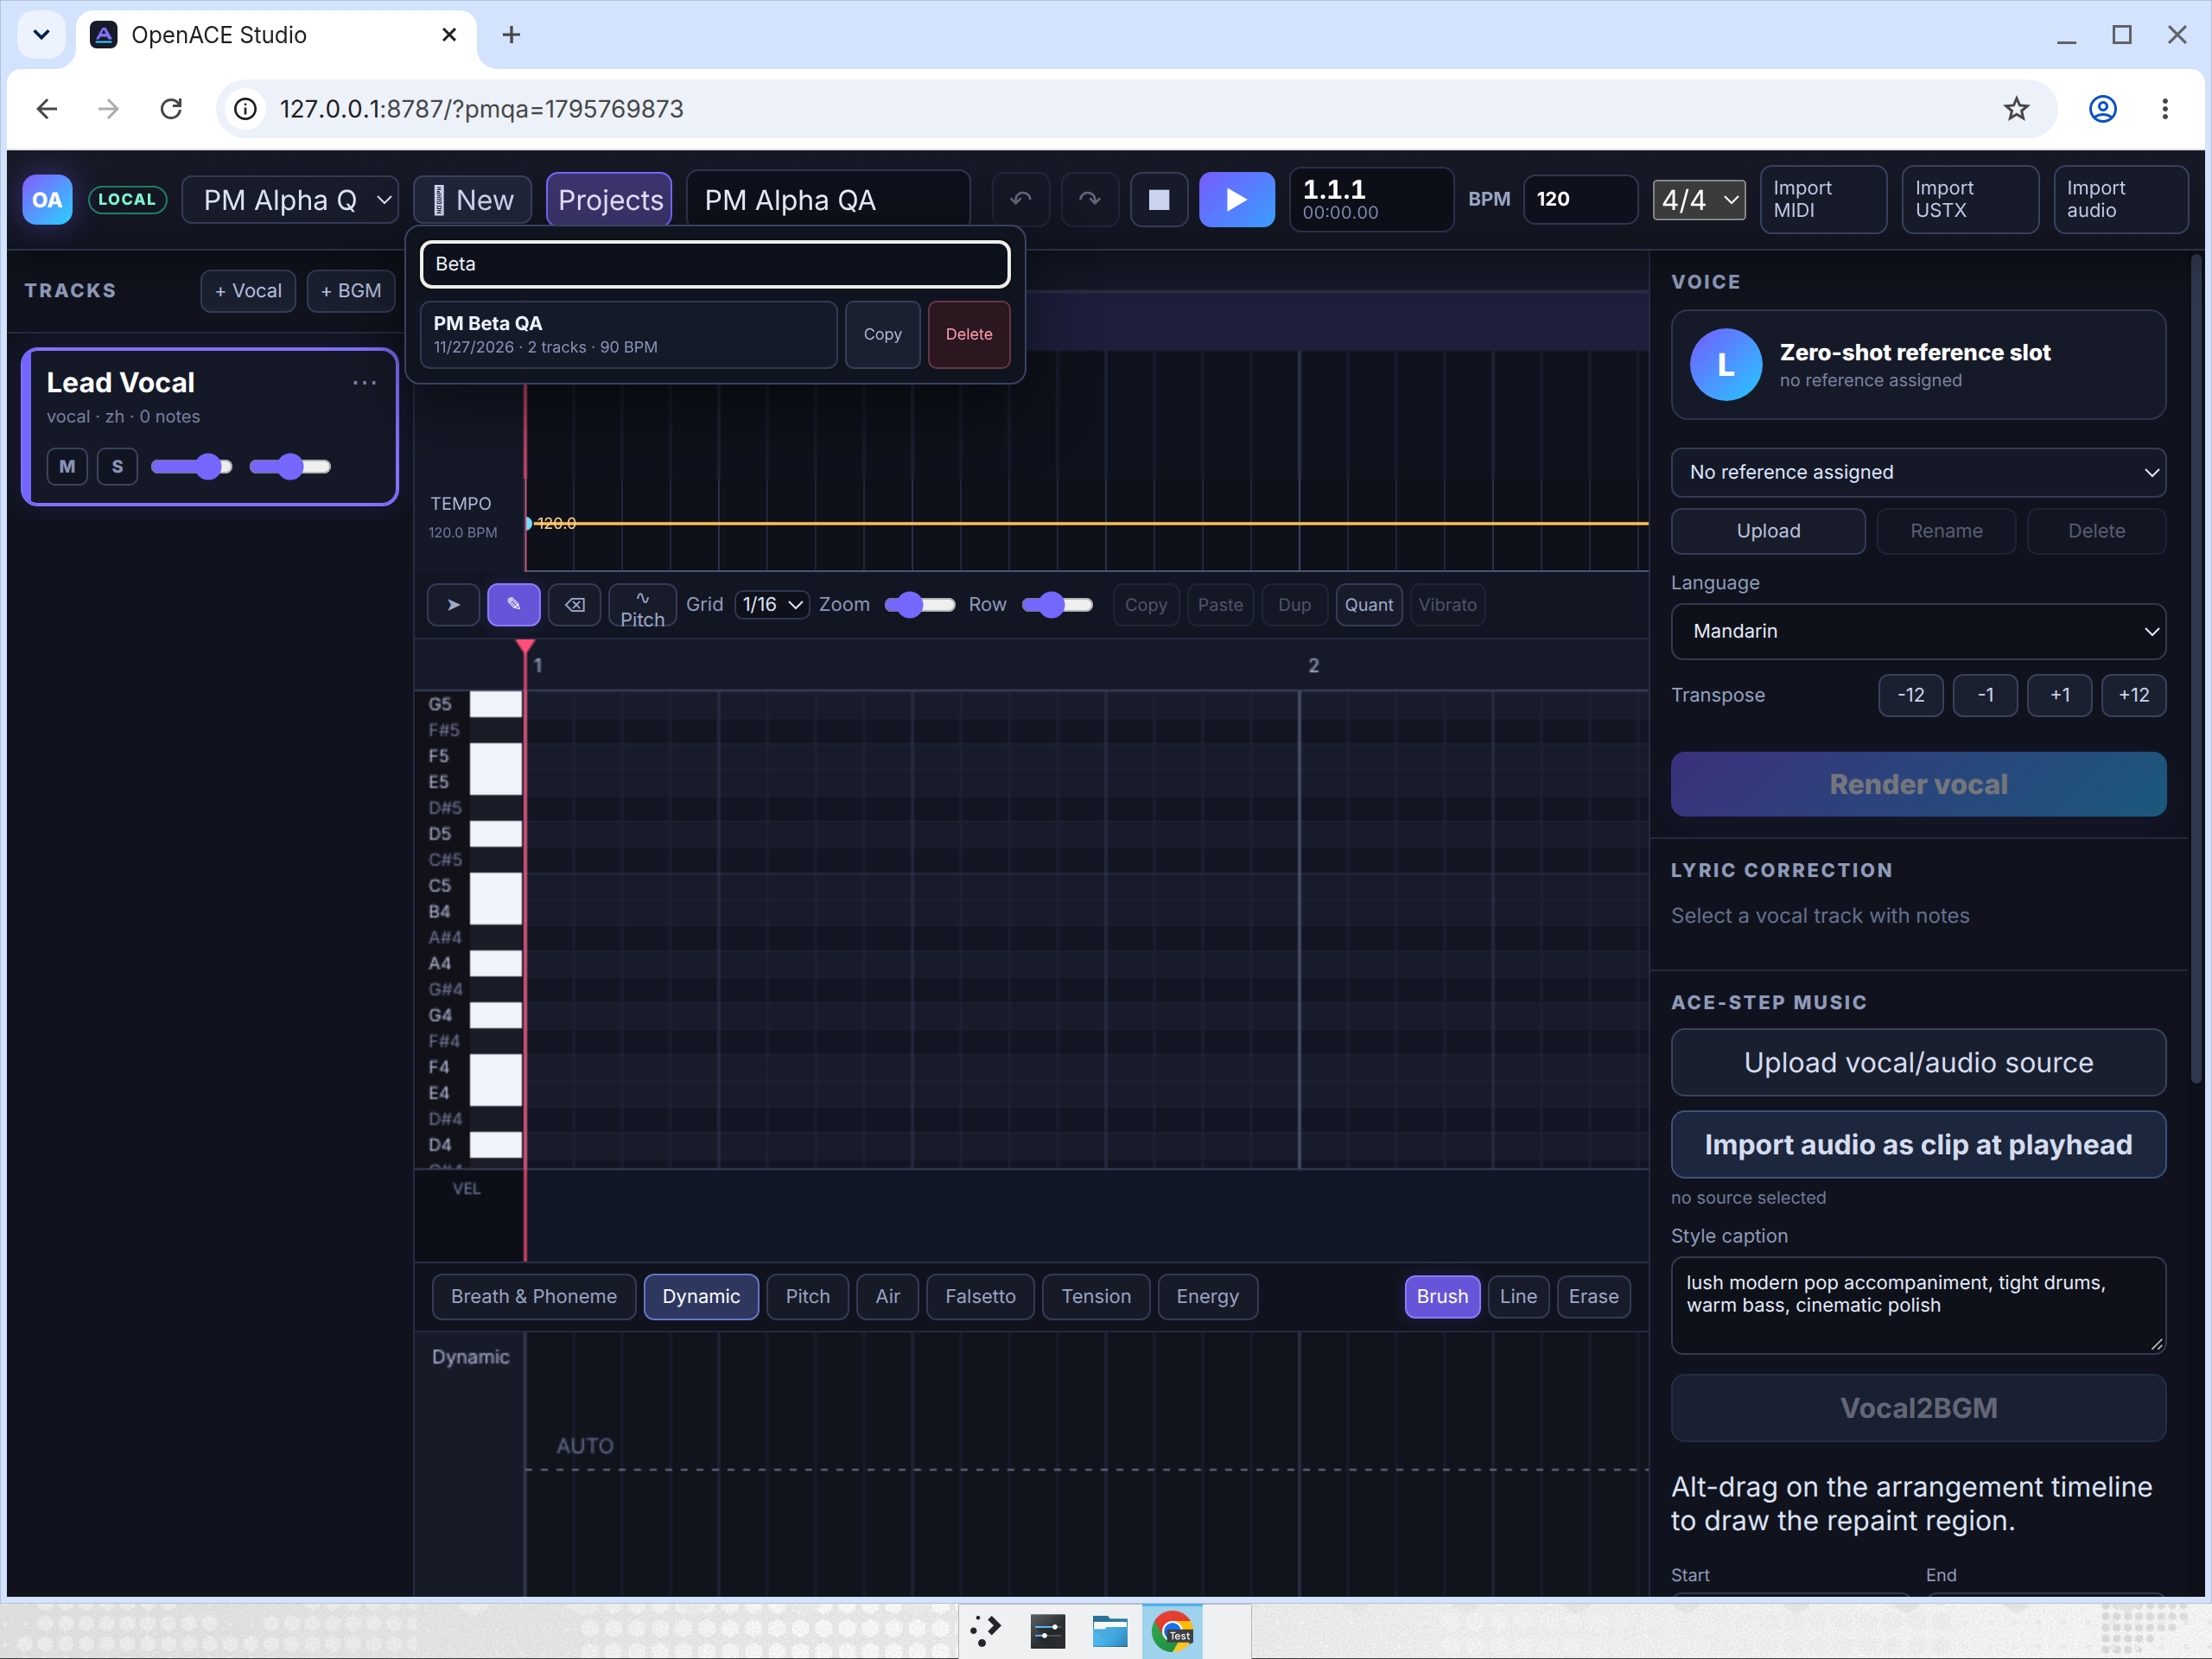 OpenACE Studio
127.0.0.1:8787/?pmqa=1795769873
OA
LOCAL
PM Alpha Q
New
Projects
PM Alpha QA
1.1.1
00:00.00
BPM
120
4/4
Import
MIDI
Import
USTX
Import
audio
TRACKS
+ Vocal
+ BGM
Beta
PM Beta QA
11/27/2026 · 2 tracks · 90 BPM
Copy
Delete
Lead Vocal
vocal · zh · 0 notes
M
S
TEMPO
120.0 BPM
120.0
Pitch
Grid
1/16
Zoom
Row
Copy
Paste
Dup
Quant
Vibrato
1
2
G5
F#5
F5
E5
D#5
D5
C#5
C5
B4
A#4
A4
G#4
G4
F#4
F4
E4
D#4
D4
VEL
Breath & Phoneme
Dynamic
Pitch
Air
Falsetto
Tension
Energy
Brush
Line
Erase
Dynamic
AUTO
VOICE
L
Zero-shot reference slot
no reference assigned
No reference assigned
Upload
Rename
Delete
Language
Mandarin
Transpose
-12
-1
+1
+12
Render vocal
LYRIC CORRECTION
Select a vocal track with notes
ACE-STEP MUSIC
Upload vocal/audio source
Import audio as clip at playhead
no source selected
Style caption
lush modern pop accompaniment, tight drums,
warm bass, cinematic polish
Vocal2BGM
Alt-drag on the arrangement timeline
to draw the repaint region.
Start
End
Test